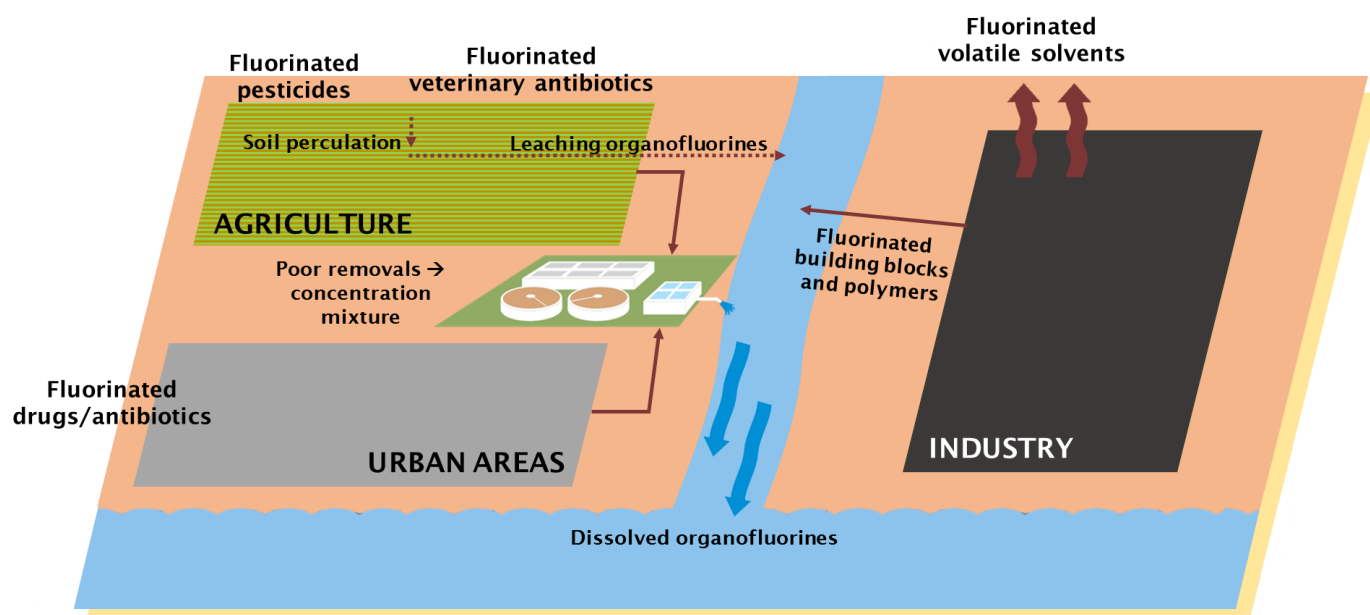 Fluorinated
volatile solvents
Fluorinated
pesticides
Fluorinated
veterinary antibiotics
Soil perculation
Leaching organofluorines
AGRICULTURE
Fluorinated
building blocks
and polymers
Poor removals →
concentration
mixture
Fluorinated
drugs/antibiotics
URBAN AREAS
INDUSTRY
Dissolved organofluorines